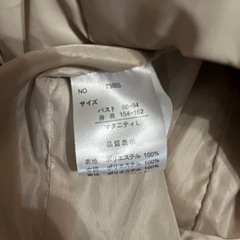 NO 73853
サイズ
バスト 86-94
身長 154-162
マタニティL
品質表示
表地 ポリエステル 100%
裏地 ポリエステル 100%